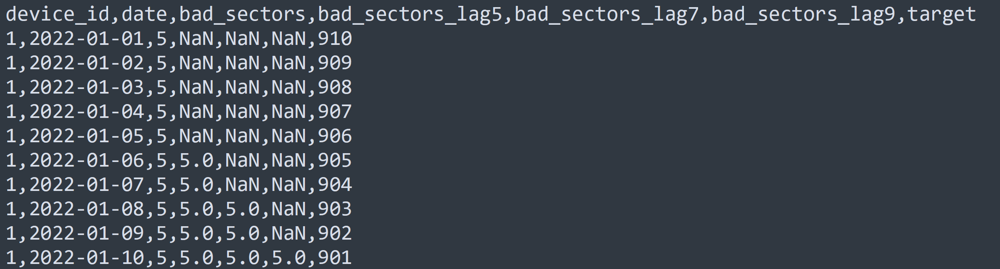 device_id,date,bad_sectors,bad_sectors_lag5,bad_sectors_lag7,bad_sectors_lag9,target
1,2022-01-01,5,NaN,NaN,NaN,910
1,2022-01-02,5,NaN,NaN,NaN,909
1,2022-01-03,5,NaN,NaN,NaN,908
1,2022-01-04,5,NaN,NaN,NaN,907
1,2022-01-05,5,NaN,NaN,NaN,906
1,2022-01-06,5,5.0,NaN,NaN,905
1,2022-01-07,5,5.0,NaN,NaN,904
1,2022-01-08,5,5.0,5.0,NaN,903
1,2022-01-09,5,5.0,5.0,NaN,902
1,2022-01-10,5,5.0,5.0,5.0,901